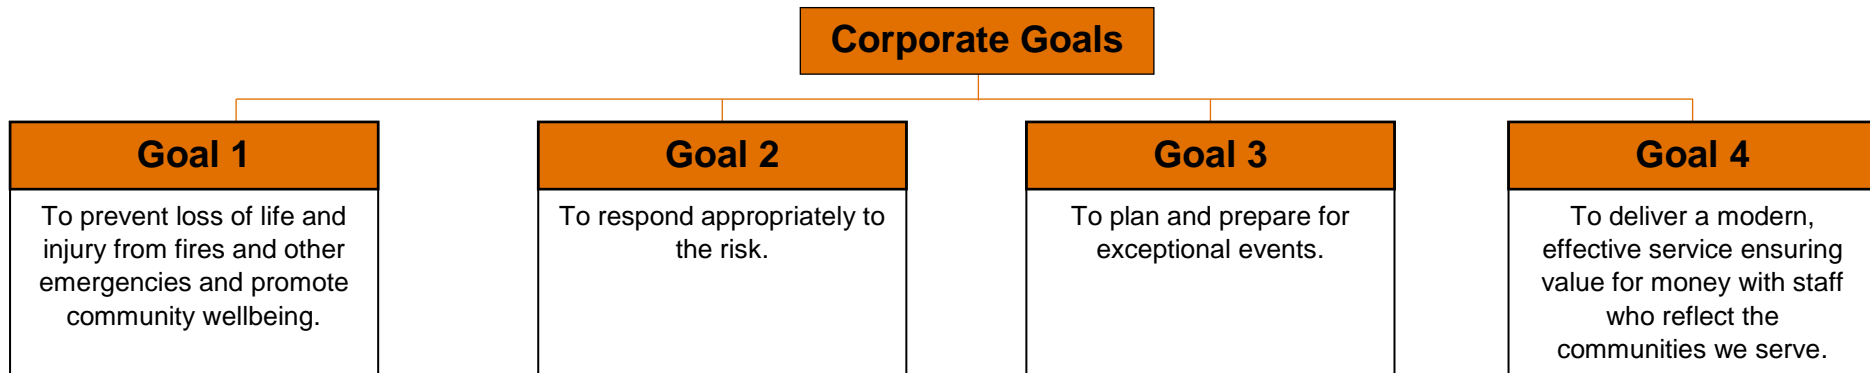 Corporate Goals
Goal 1
To prevent loss of life and
injury from fires and other
emergencies and promote
community wellbeing.
Goal 2
To respond appropriately to
the risk.
Goal 3
To plan and prepare for
exceptional events.
Goal 4
To deliver a modern,
effective service ensuring
value for money with staff
who reflect the
communities we serve.